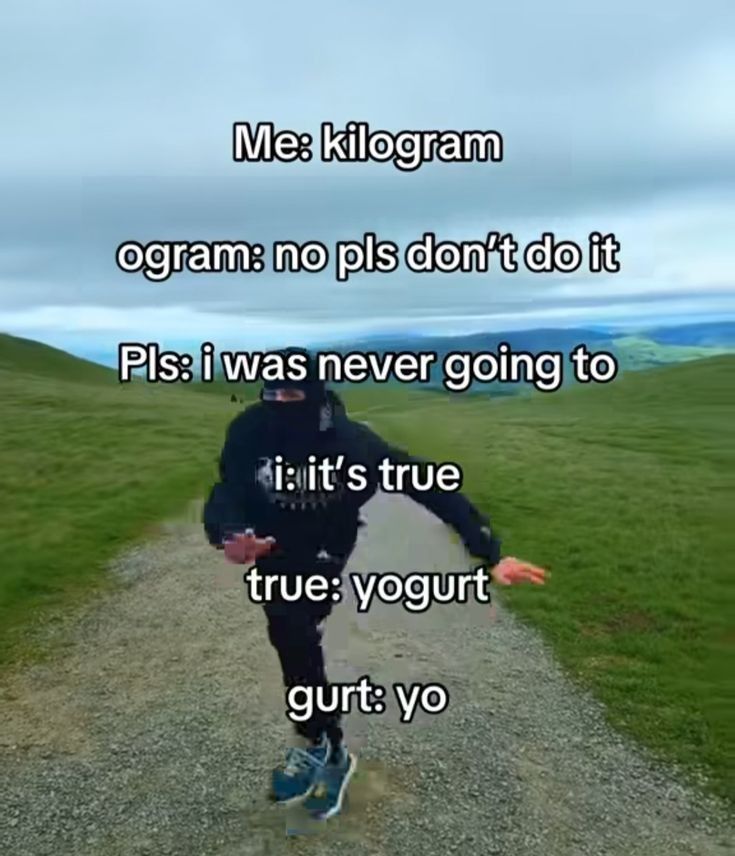 Me: kilogram
ogram: no pls don't do it
Pls: i was never going to
i: it's true
true: yogurt
gurt: yo